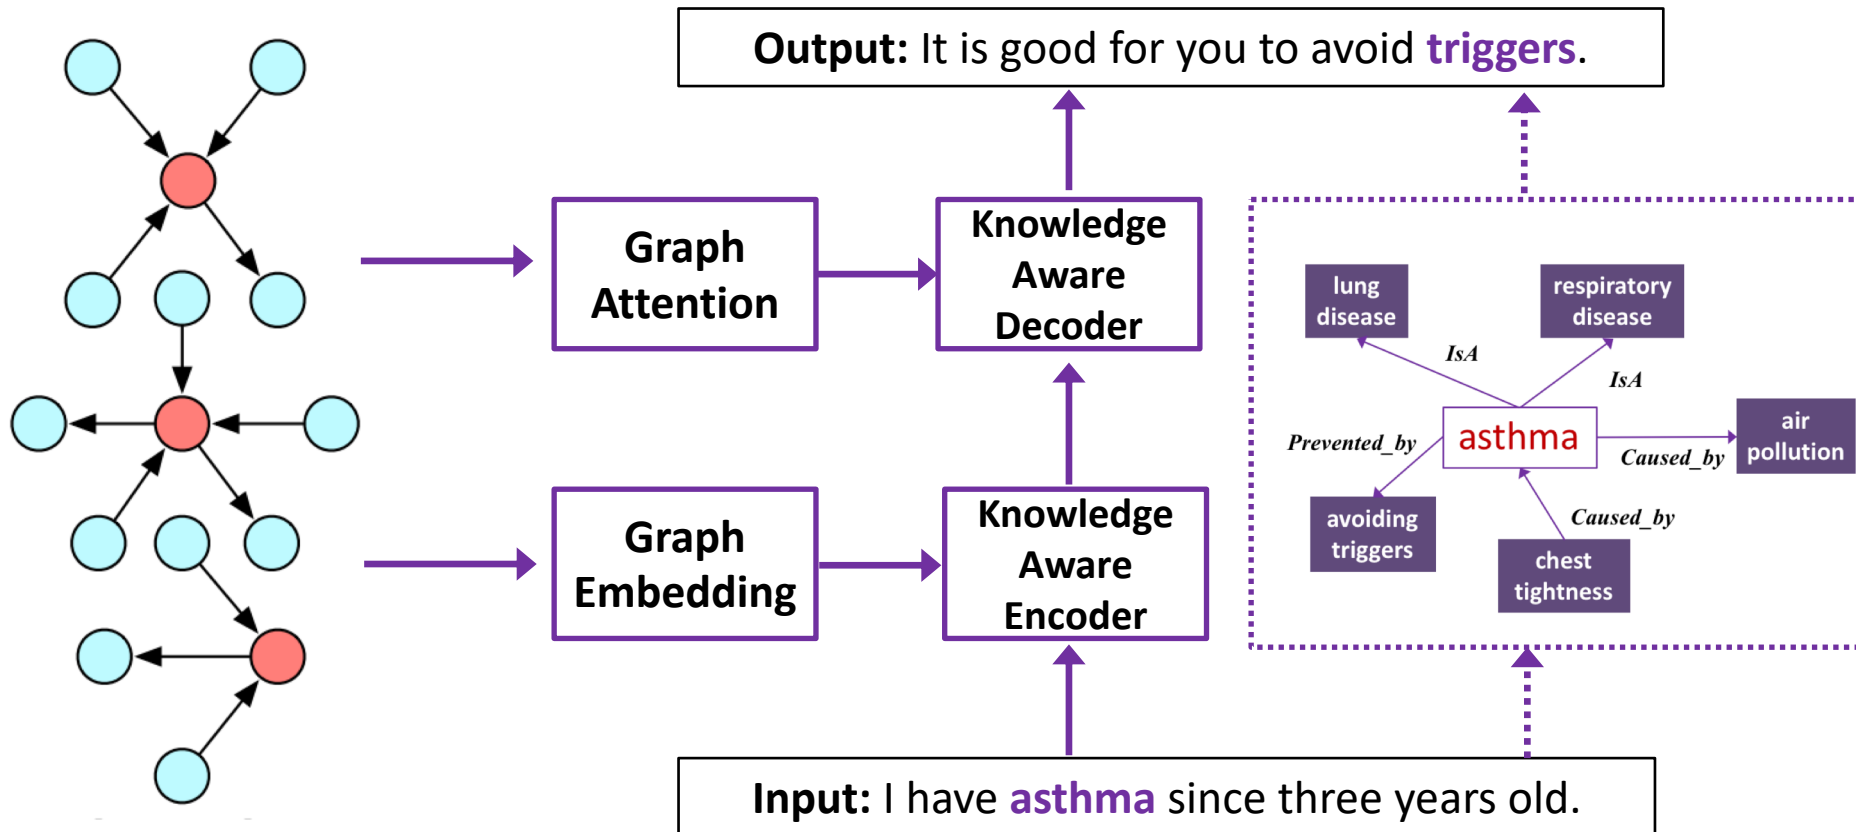 Output: It is good for you to avoid triggers.
Graph
Attention
Knowledge
Aware
Decoder
lung
disease
respiratory
disease
IsA
IsA
Prevented_by
asthma
air
pollution
Caused_by
avoiding
triggers
Caused_by
chest
tightness
Graph
Embedding
Knowledge
Aware
Encoder
Input: I have asthma since three years old.